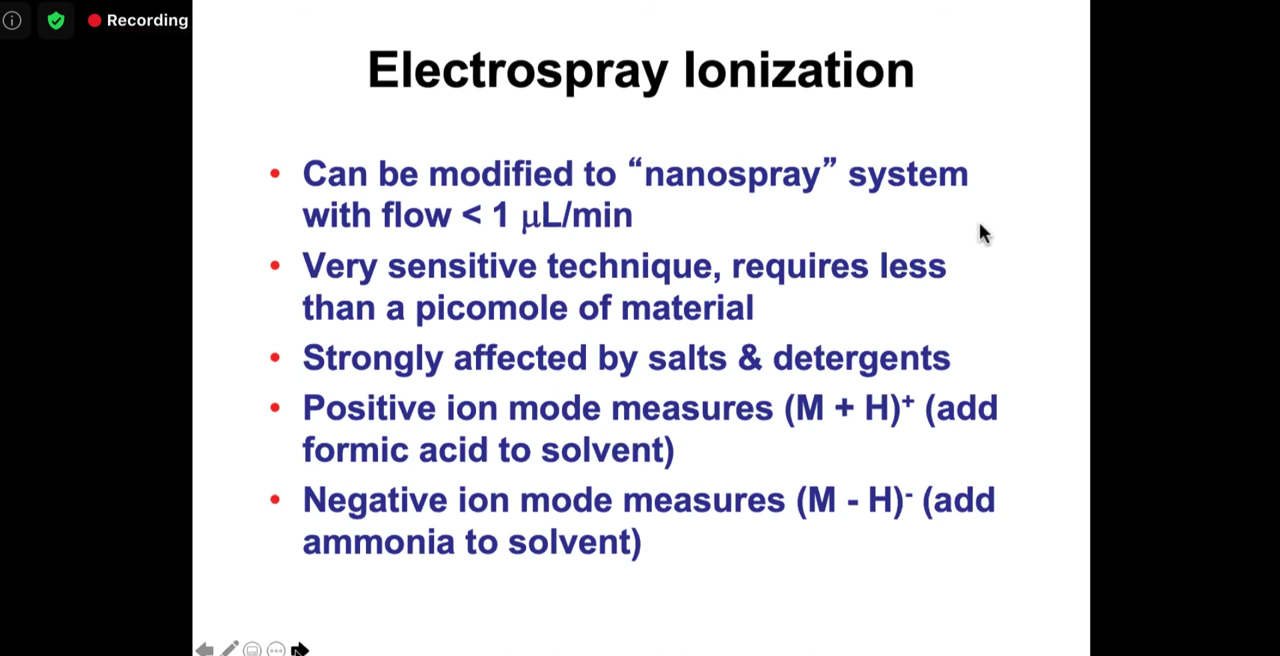 Recording
Electrospray Ionization
• Can be modified to “nanospray” system
with flow < 1 μL/min
• Very sensitive technique, requires less
than a picomole of material
• Strongly affected by salts & detergents
• Positive ion mode measures (M + H)⁺ (add
formic acid to solvent)
• Negative ion mode measures (M - H)⁻ (add
ammonia to solvent)